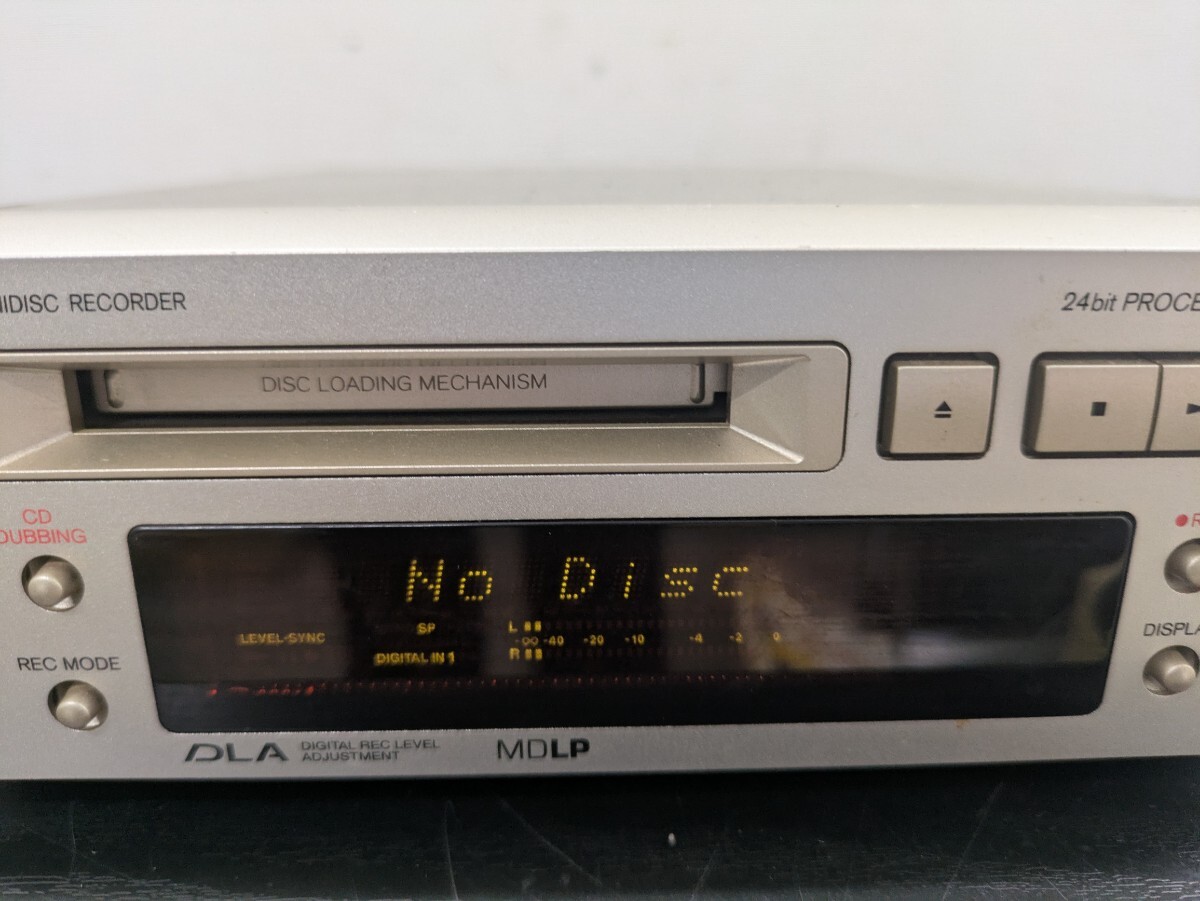 NIDISC RECORDER
24bit PROCE
DISC LOADING MECHANISM
CD
DUBBING
No Disc
LEVEL-SYNC
SP
DIGITAL IN 1
L
-∞ -40 -20 -10 -4 -2 0
R
REC MODE
DISPLA
DLA DIGITAL REC LEVEL
ADJUSTMENT
MDLP